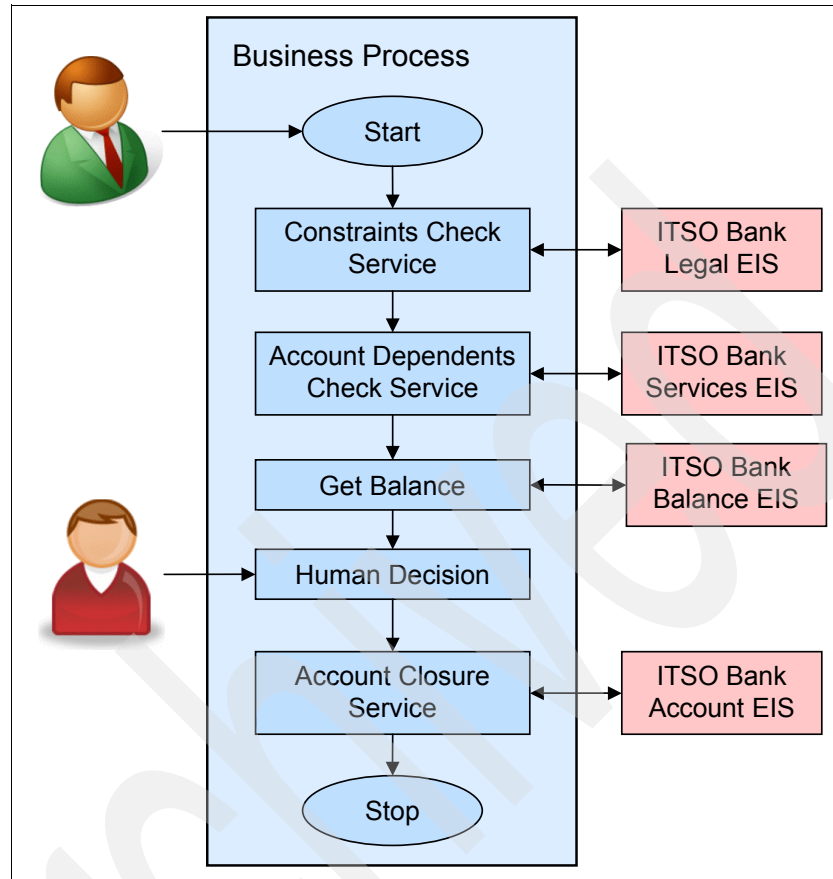 Business Process
Start
Constraints Check
Service
ITSO Bank
Legal EIS
Account Dependents
Check Service
ITSO Bank
Services EIS
Get Balance
ITSO Bank
Balance EIS
Human Decision
Account Closure
Service
ITSO Bank
Account EIS
Stop